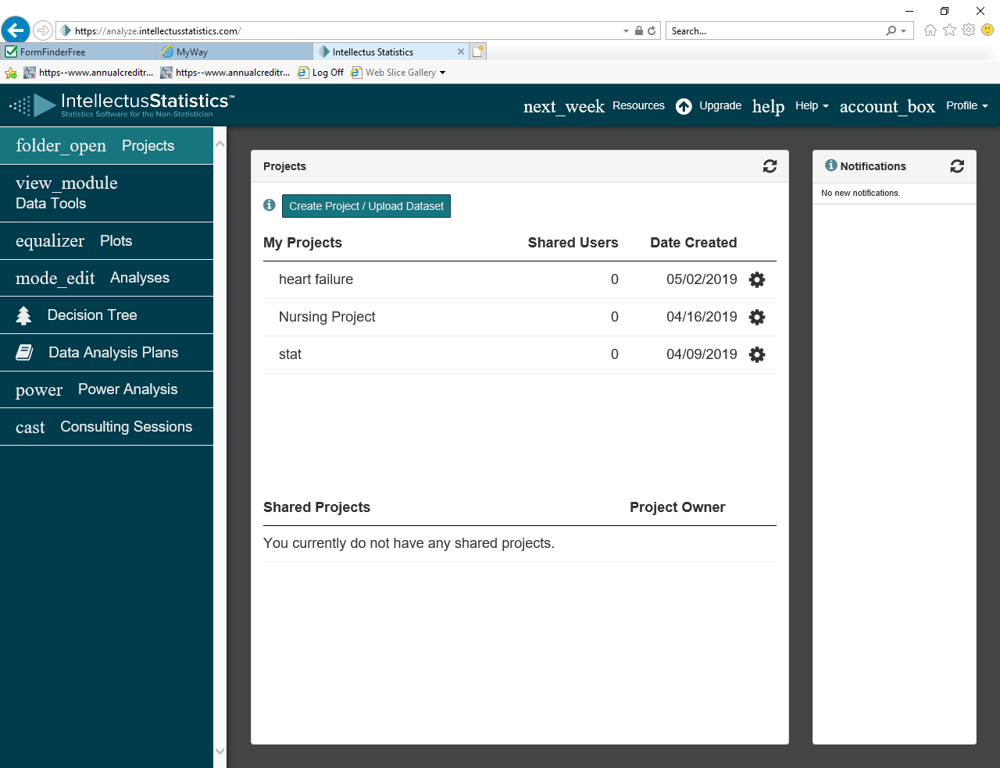 https://analyze.intellectusstatistics.com/
Search...
FormFinderFree
MyWay
Intellectus Statistics
https--www.annualcreditr...
https--www.annualcreditr...
Log Off
Web Slice Gallery
IntellectusStatistics™
Statistics Software for the Non-Statistician
next_week Resources
Upgrade
help Help
account_box Profile
folder_open Projects
view_module
Data Tools
equalizer Plots
mode_edit Analyses
Decision Tree
Data Analysis Plans
power Power Analysis
cast Consulting Sessions
Projects
Create Project / Upload Dataset
My Projects Shared Users Date Created
heart failure 0 05/02/2019
Nursing Project 0 04/16/2019
stat 0 04/09/2019
Shared Projects Project Owner
You currently do not have any shared projects.
Notifications
No new notifications.